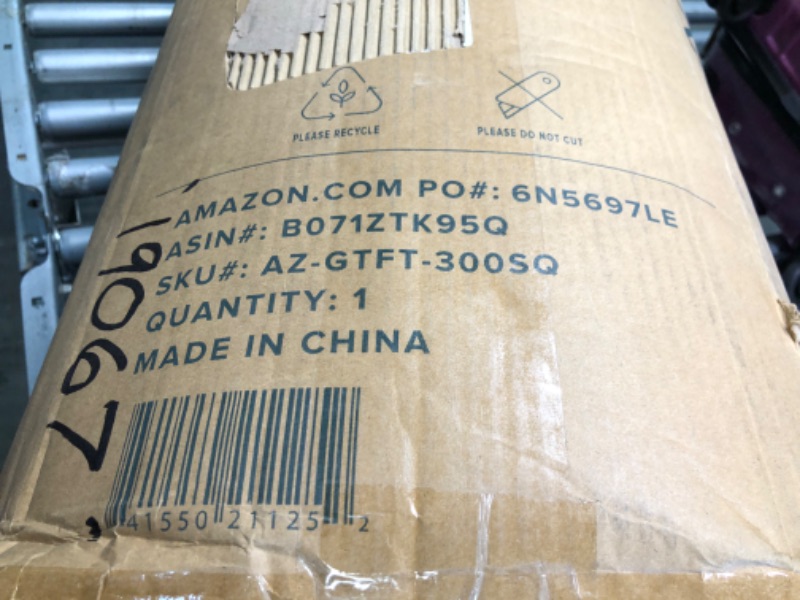 PLEASE RECYCLE
PLEASE DO NOT CUT
AMAZON.COM PO#: 6N5697LE
ASIN#: B071ZTK95Q
SKU#: AZ-GTFT-300SQ
QUANTITY: 1
MADE IN CHINA
41550 21125 2